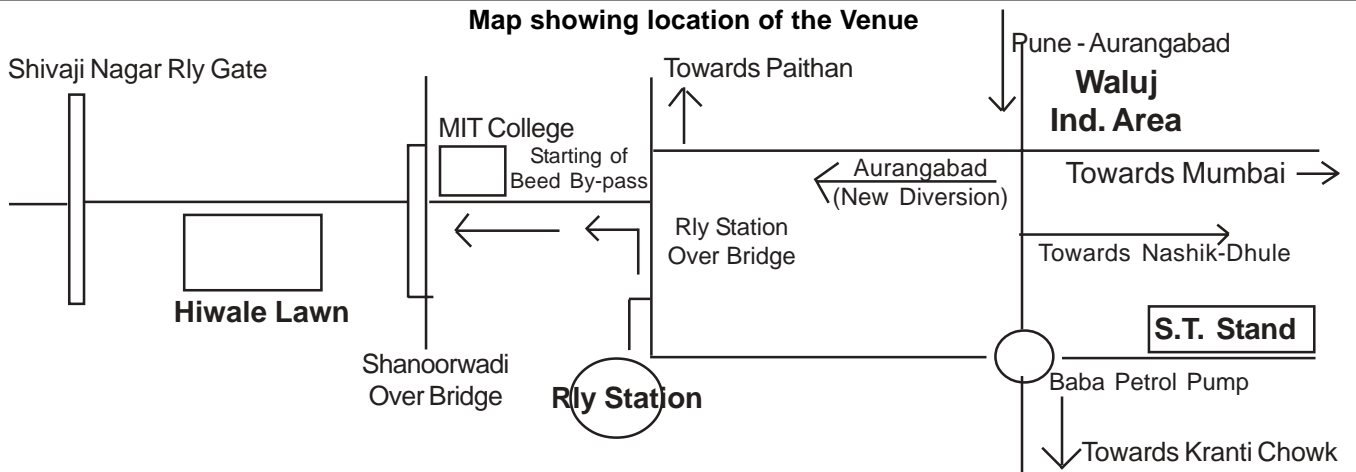 Map showing location of the Venue
Shivaji Nagar Rly Gate
MIT College
Starting of
Beed By-pass
Towards Paithan
Pune - Aurangabad
Waluj
Ind. Area
Aurangabad
(New Diversion)
Towards Mumbai
Rly Station
Over Bridge
Towards Nashik-Dhule
Hiwale Lawn
Shanoorwadi
Over Bridge
Rly Station
S.T. Stand
Baba Petrol Pump
Towards Kranti Chowk